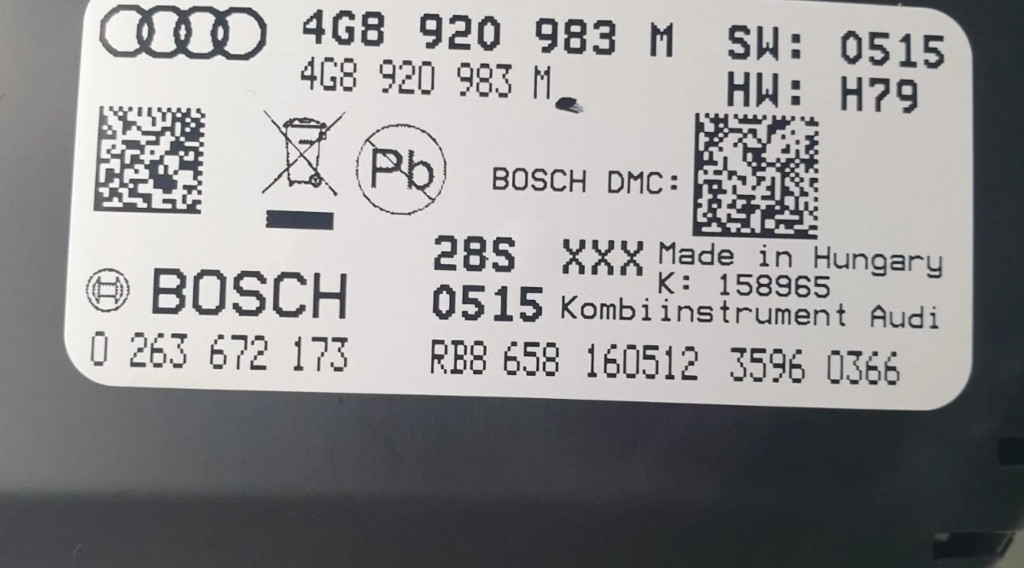 4G8 920 983 M SW: 0515
4G8 920 983 M HW: H79
Pb BOSCH DMC:
28S XXX Made in Hungary
K: 158965
BOSCH 0515 Kombiinstrument Audi
0 263 672 173 RB8 658 160512 3596 0366